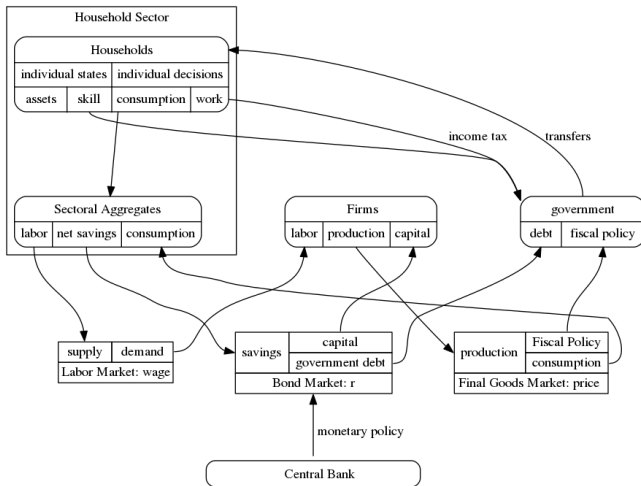 Household Sector
Households
individual states individual decisions
assets skill consumption work
income tax transfers
Sectoral Aggregates
labor net savings consumption
Firms
labor production capital
government
debt fiscal policy
supply demand
Labor Market: wage
savings
capital
government debt
Bond Market: r
production
Fiscal Policy
consumption
Final Goods Market: price
monetary policy
Central Bank